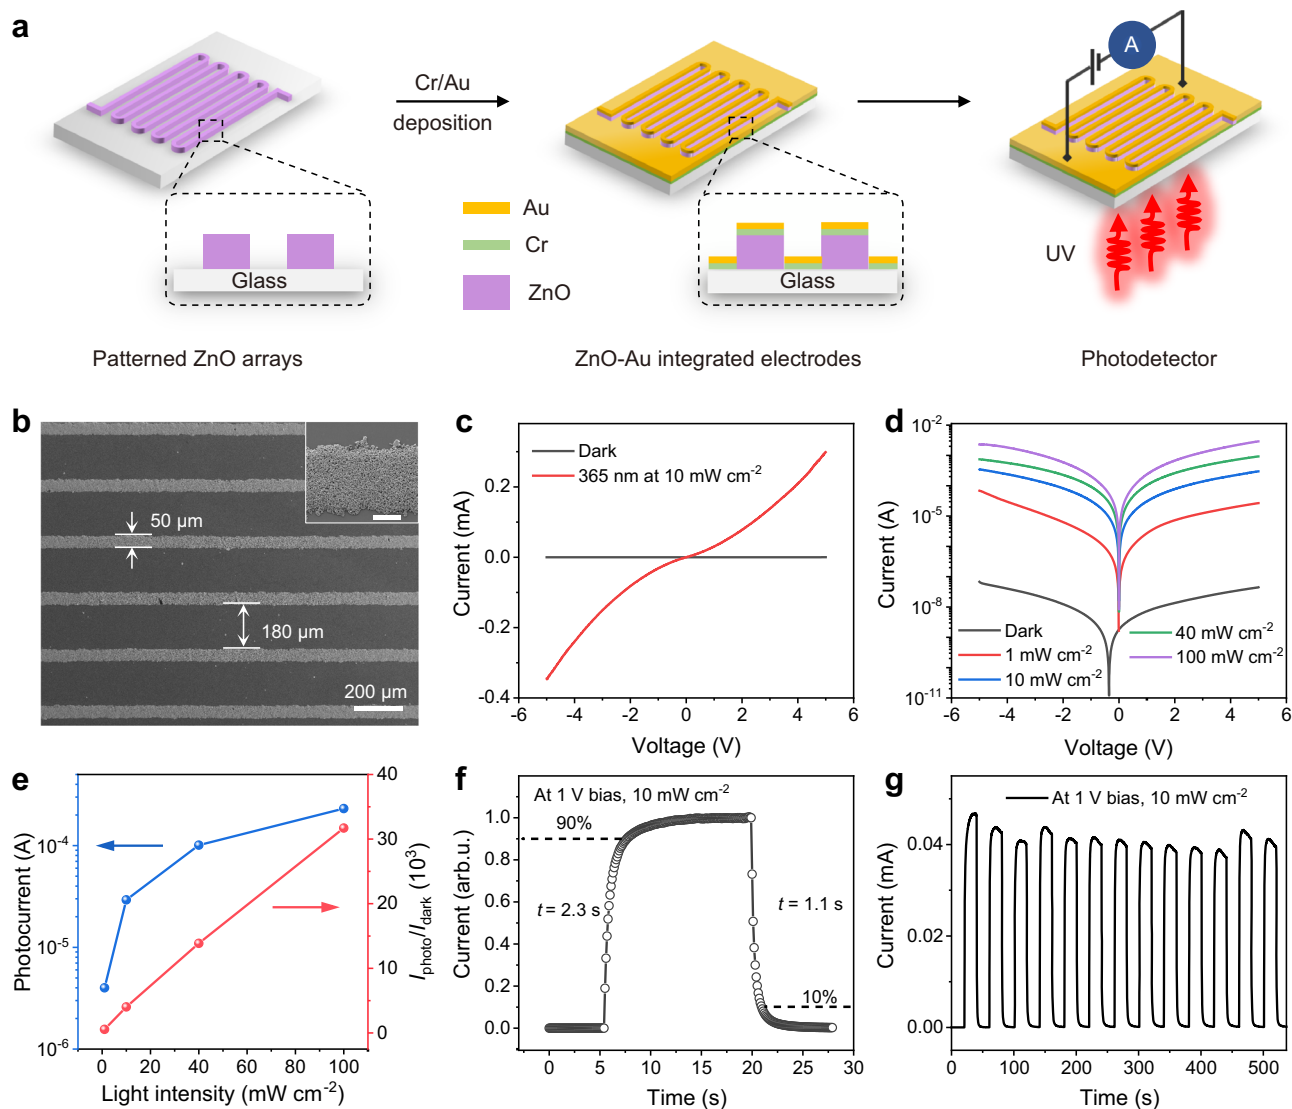 a
Cr/Au
deposition
A
Glass
Au
Cr
ZnO
Glass
UV
Patterned ZnO arrays
ZnO-Au integrated electrodes
Photodetector
b
50 μm
180 μm
200 μm
c
Dark
365 nm at 10 mW cm⁻²
0.2
0.0
-0.2
-0.4
-6 -4 -2 0 2 4 6
Current (mA)
Voltage (V)
d
10⁻²
10⁻⁵
10⁻⁸
10⁻¹¹
Dark
1 mW cm⁻²
10 mW cm⁻²
40 mW cm⁻²
100 mW cm⁻²
-6 -4 -2 0 2 4 6
Current (A)
Voltage (V)
e
10⁻⁴
10⁻⁵
10⁻⁶
40
30
20
10
0
0 20 40 60 80 100
Photocurrent (A)
I photo/I dark (10³)
Light intensity (mW cm⁻²)
f
At 1 V bias, 10 mW cm⁻²
90%
t = 2.3 s
t = 1.1 s
10%
1.0
0.8
0.6
0.4
0.2
0.0
0 5 10 15 20 25 30
Current (arb.u.)
Time (s)
g
At 1 V bias, 10 mW cm⁻²
0.04
0.02
0.00
0 100 200 300 400 500
Current (mA)
Time (s)